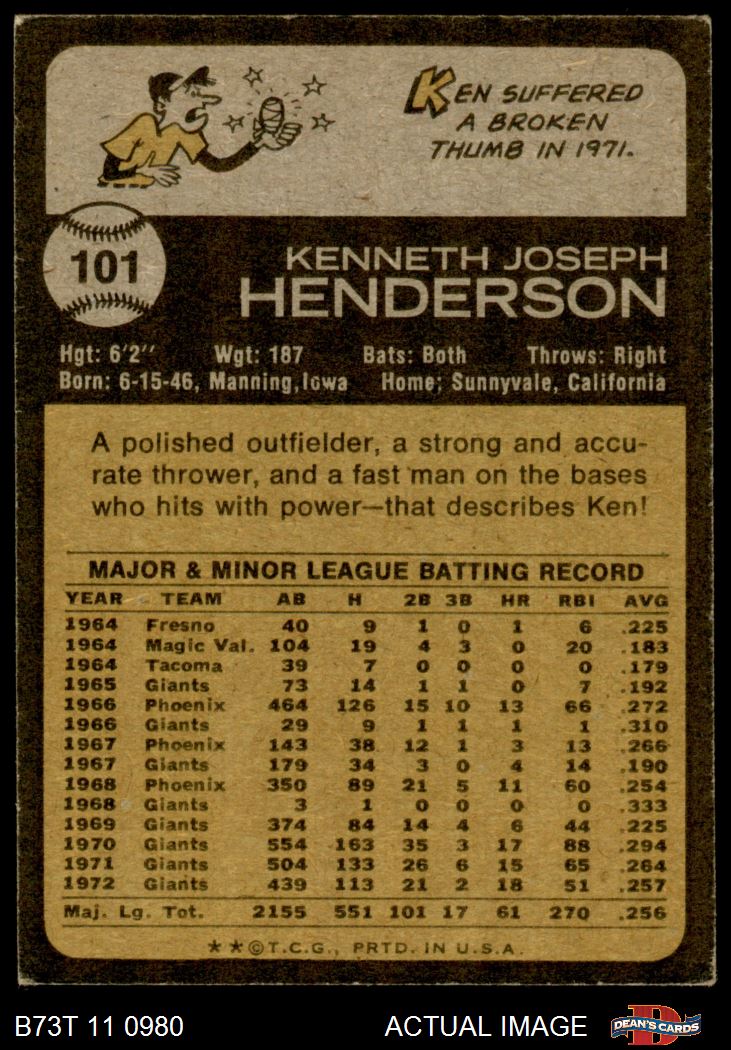 KEN SUFFERED
A BROKEN
THUMB IN 1971.
101
KENNETH JOSEPH
HENDERSON
Hgt: 6'2" Wgt: 187 Bats: Both Throws: Right
Born: 6-15-46, Manning, Iowa Home: Sunnyvale, California
A polished outfielder, a strong and accu-
rate thrower, and a fast man on the bases
who hits with power—that describes Ken!
MAJOR & MINOR LEAGUE BATTING RECORD
YEAR TEAM AB H 2B 3B HR RBI AVG
1964 Fresno 40 9 1 0 1 6 .225
1964 Magic Val. 104 19 4 3 0 20 .183
1964 Tacoma 39 7 0 0 0 0 .179
1965 Giants 73 14 1 1 0 7 .192
1966 Phoenix 464 126 15 10 13 66 .272
1966 Giants 29 9 1 1 1 1 .310
1967 Phoenix 143 38 12 1 3 13 .266
1967 Giants 179 34 3 0 4 14 .190
1968 Phoenix 350 89 21 5 11 60 .254
1968 Giants 3 1 0 0 0 0 .333
1969 Giants 374 84 14 4 6 44 .225
1970 Giants 554 163 35 3 17 88 .294
1971 Giants 504 133 26 6 15 65 .264
1972 Giants 439 113 21 2 18 51 .257
Maj. Lg. Tot. 2155 551 101 17 61 270 .256
★★©T.C.G., PRTD. IN U.S.A.
B73T 11 0980 ACTUAL IMAGE D DEAN'S CARDS